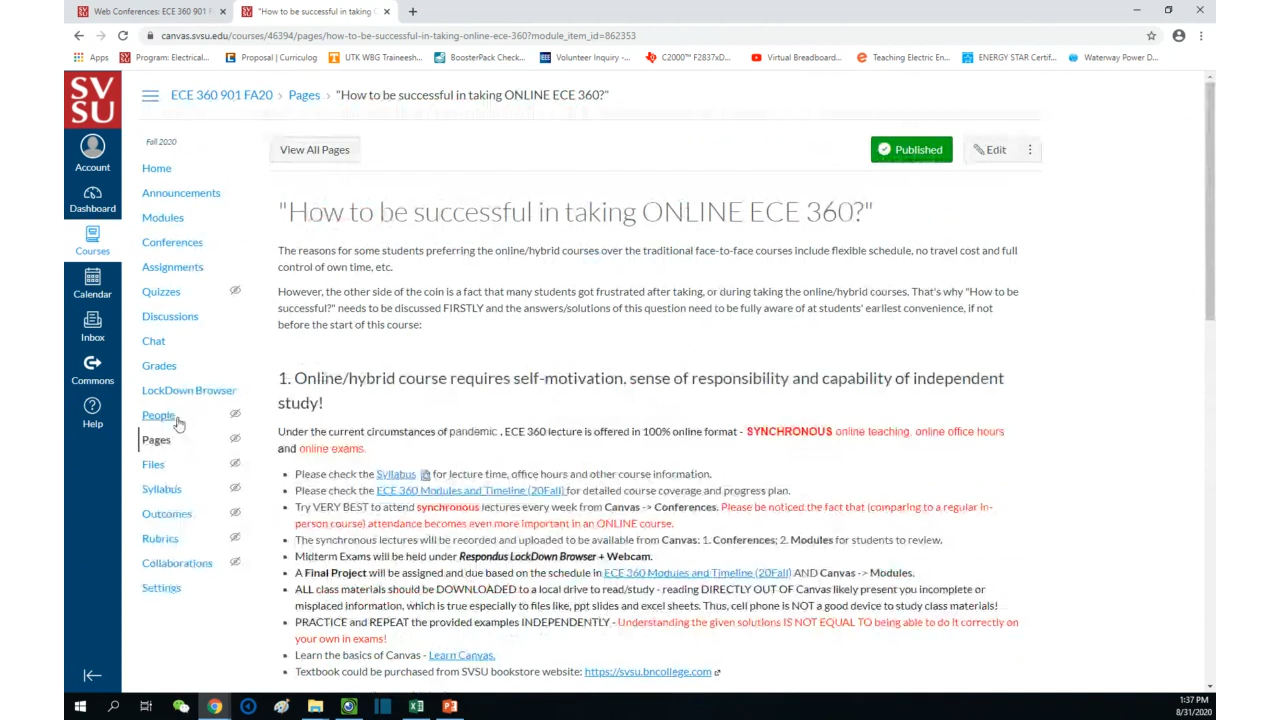 Web Conferences: ECE 360 901 F
"How to be successful in taking
canvas.svsu.edu/courses/46394/pages/how-to-be-successful-in-taking-online-ece-360?module_item_id=862353
Apps Program: Electrical... Proposal | Curriculog UTK WBG Traineesh... BoosterPack Check... Volunteer Inquiry -... C2000™ F2837xD... Virtual Breadboard... Teaching Electric En... ENERGY STAR Certif... Waterway Power D...
SV
SU
ECE 360 901 FA20 › Pages › "How to be successful in taking ONLINE ECE 360?"
Account
Dashboard
Courses
Calendar
Inbox
Commons
Help
Fall 2020
Home
Announcements
Modules
Conferences
Assignments
Quizzes
Discussions
Chat
Grades
LockDown Browser
People
Pages
Files
Syllabus
Outcomes
Rubrics
Collaborations
Settings
View All Pages
Published
Edit
"How to be successful in taking ONLINE ECE 360?"
The reasons for some students preferring the online/hybrid courses over the traditional face-to-face courses include flexible schedule, no travel cost and full
control of own time, etc.
However, the other side of the coin is a fact that many students got frustrated after taking, or during taking the online/hybrid courses. That's why "How to be
successful?" needs to be discussed FIRSTLY and the answers/solutions of this question need to be fully aware of at students' earliest convenience, if not
before the start of this course:
1. Online/hybrid course requires self-motivation, sense of responsibility and capability of independent
study!
Under the current circumstances of pandemic , ECE 360 lecture is offered in 100% online format - SYNCHRONOUS online teaching, online office hours
and online exams.
• Please check the Syllabus for lecture time, office hours and other course information.
• Please check the ECE 360 Modules and Timeline (20Fall) for detailed course coverage and progress plan.
• Try VERY BEST to attend synchronous lectures every week from Canvas -> Conferences. Please be noticed the fact that (comparing to a regular in-
person course) attendance becomes even more important in an ONLINE course.
• The synchronous lectures will be recorded and uploaded to be available from Canvas: 1. Conferences; 2. Modules for students to review.
• Midterm Exams will be held under Respondus LockDown Browser + Webcam.
• A Final Project will be assigned and due based on the schedule in ECE 360 Modules and Timeline (20Fall) AND Canvas -> Modules.
• ALL class materials should be DOWNLOADED to a local drive to read/study - reading DIRECTLY OUT OF Canvas likely present you incomplete or
misplaced information, which is true especially to files like, ppt slides and excel sheets. Thus, cell phone is NOT a good device to study class materials!
• PRACTICE and REPEAT the provided examples INDEPENDENTLY - Understanding the given solutions IS NOT EQUAL TO being able to do it correctly on
your own in exams!
• Learn the basics of Canvas - Learn Canvas.
• Textbook could be purchased from SVSU bookstore website: https://svsu.bncollege.com
1:37 PM
8/31/2020